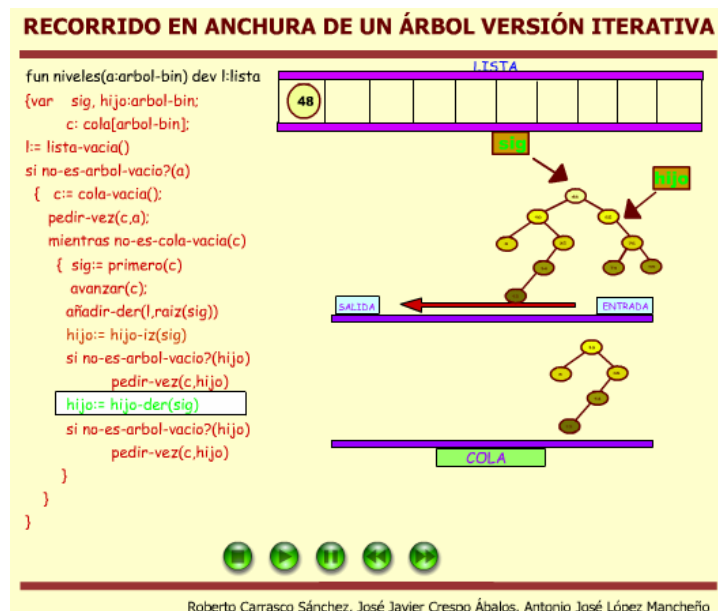 RECORRIDO EN ANCHURA DE UN ÁRBOL VERSIÓN ITERATIVA
LISTA
48
fun niveles(a:arbol-bin) dev l:lista
{var sig, hijo:arbol-bin;
c: cola[arbol-bin];
l:= lista-vacia()
si no-es-arbol-vacio?(a)
{ c:= cola-vacia();
pedir-vez(c,a);
mientras no-es-cola-vacia(c)
{ sig:= primero(c)
avanzar(c);
añadir-der(l,raiz(sig))
hijo:= hijo-iz(sig)
si no-es-arbol-vacio?(hijo)
pedir-vez(c,hijo)
hijo:= hijo-der(sig)
si no-es-arbol-vacio?(hijo)
pedir-vez(c,hijo)
}
}
}
sig
hijo
SALIDA
ENTRADA
COLA
Roberto Carrasco Sánchez, José Javier Crespo Ábalos, Antonio José López Mancheño